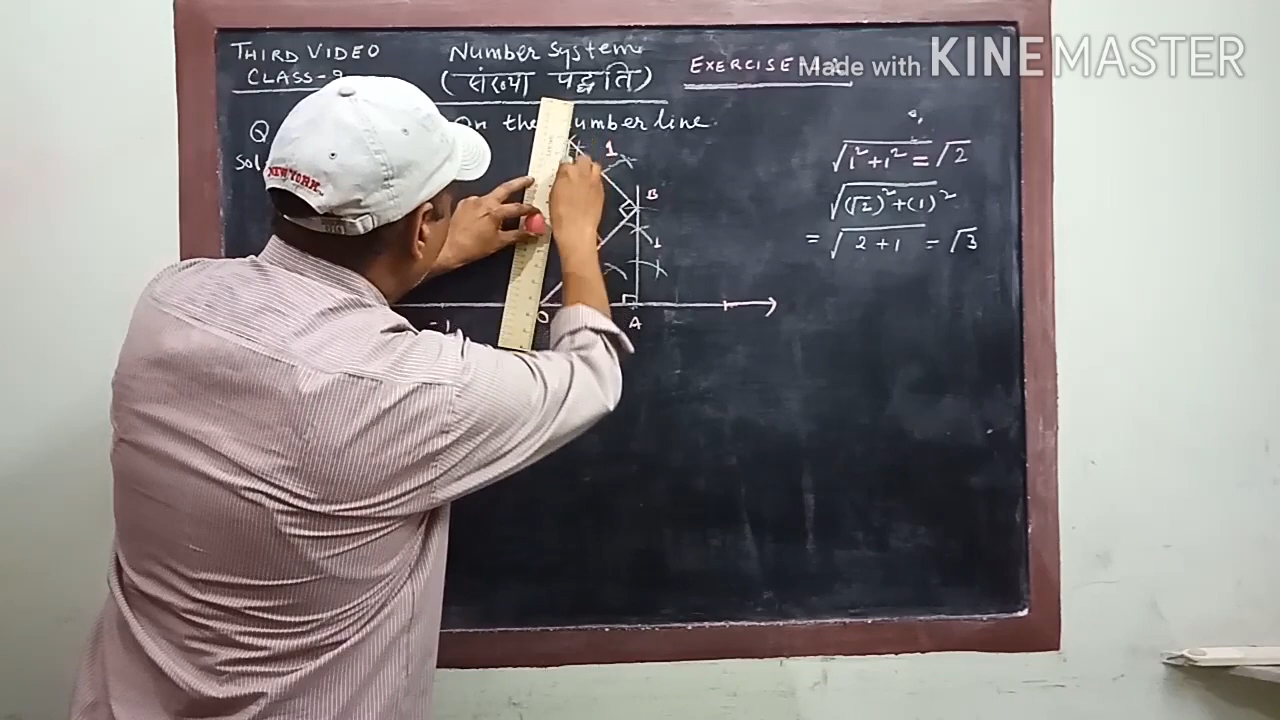 THIRD VIDEO
CLASS-9
Number System
(संख्या पद्धति)
EXERCISE
Made with KINEMASTER
Q on the number line
Sol
NEW YORK
1
B
1
-1
O
A
√1²+1² = √2
√(√2)²+(1)²
= √2+1 = √3